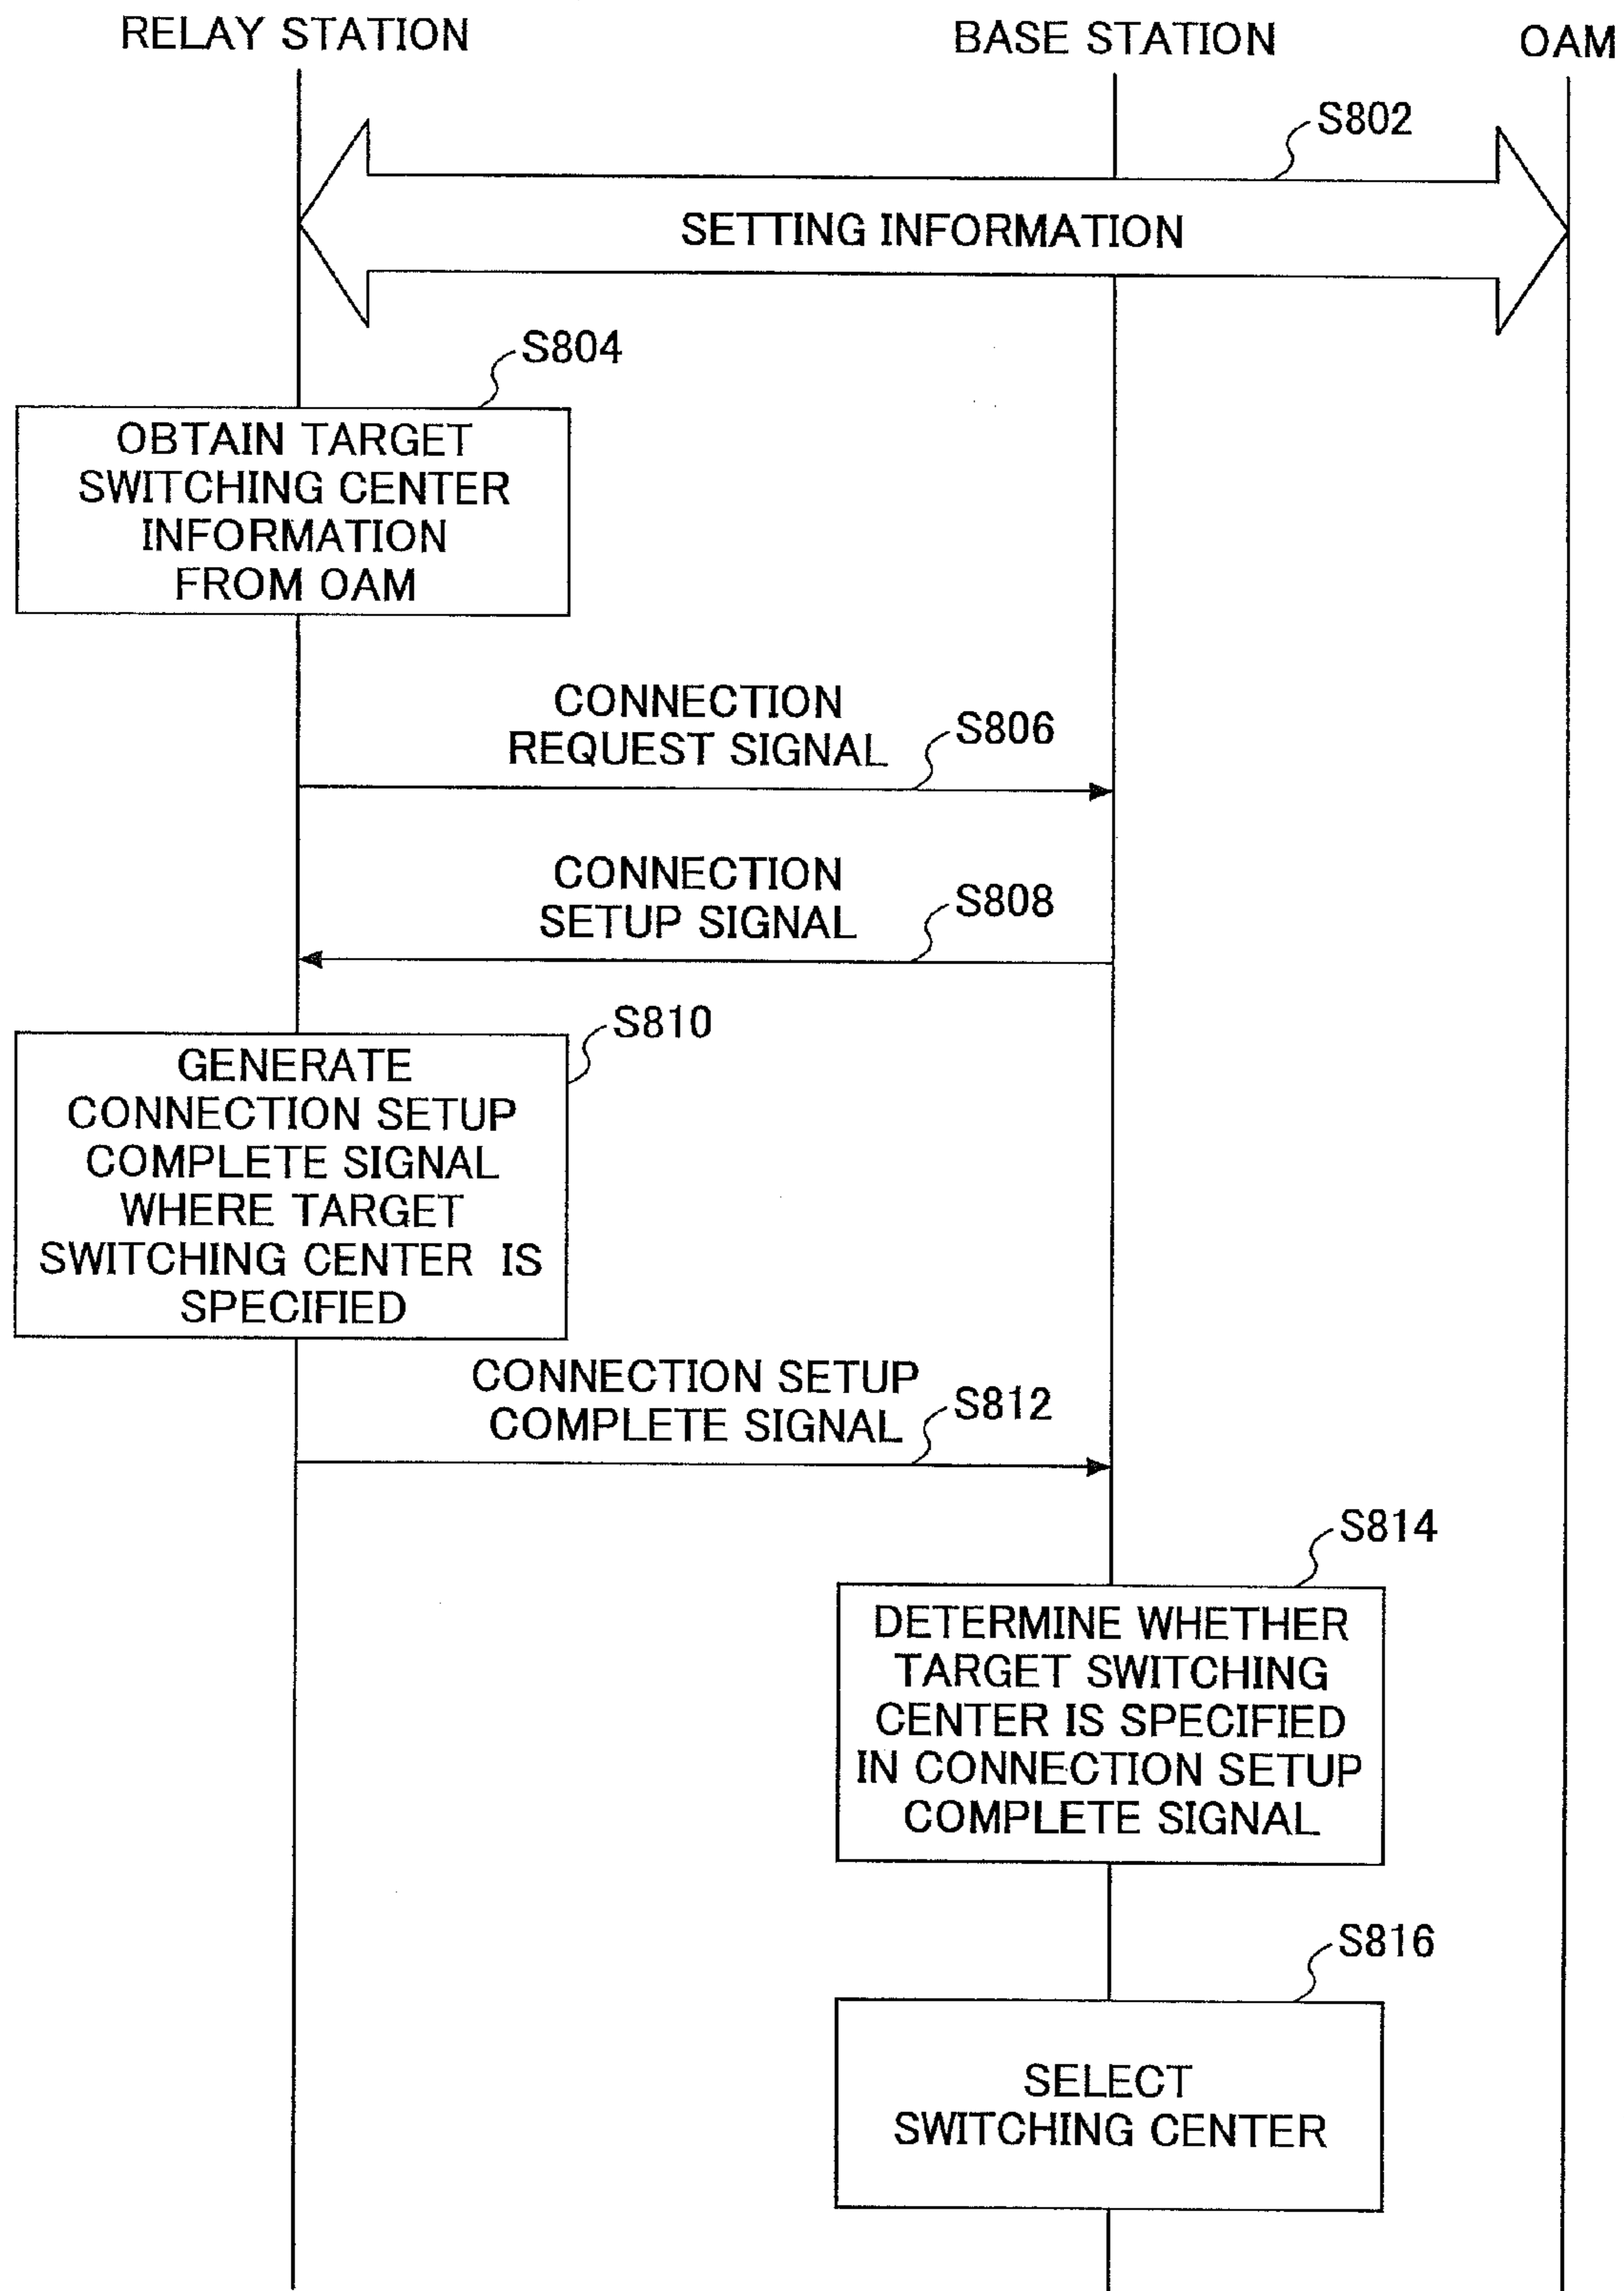 RELAY STATION
BASE STATION
OAM
S802
SETTING INFORMATION
S804
OBTAIN TARGET
SWITCHING CENTER
INFORMATION
FROM OAM
CONNECTION
REQUEST SIGNAL
S806
CONNECTION
SETUP SIGNAL
S808
S810
GENERATE
CONNECTION SETUP
COMPLETE SIGNAL
WHERE TARGET
SWITCHING CENTER IS
SPECIFIED
CONNECTION SETUP
COMPLETE SIGNAL
S812
S814
DETERMINE WHETHER
TARGET SWITCHING
CENTER IS SPECIFIED
IN CONNECTION SETUP
COMPLETE SIGNAL
S816
SELECT
SWITCHING CENTER